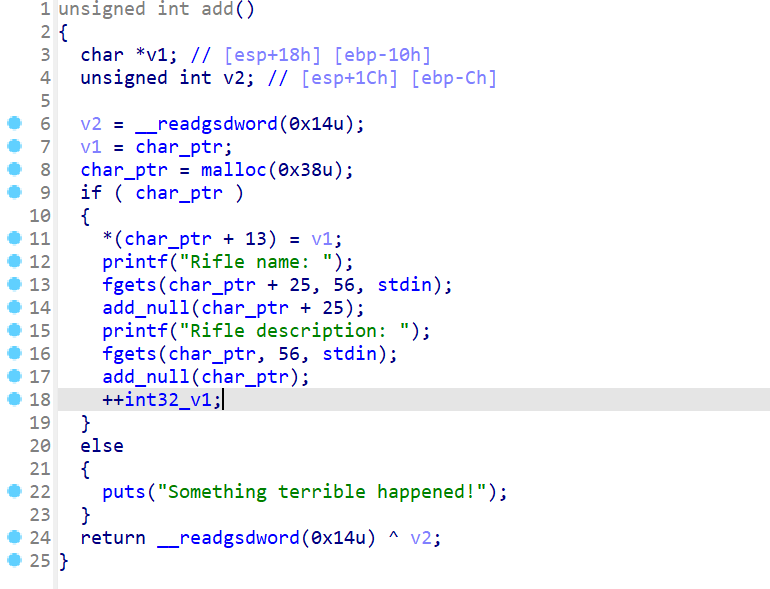 1 unsigned int add()
2 {
3   char *v1; // [esp+18h] [ebp-10h]
4   unsigned int v2; // [esp+1Ch] [ebp-Ch]
5
6   v2 = __readgsdword(0x14u);
7   v1 = char_ptr;
8   char_ptr = malloc(0x38u);
9   if ( char_ptr )
10   {
11     *(char_ptr + 13) = v1;
12     printf("Rifle name: ");
13     fgets(char_ptr + 25, 56, stdin);
14     add_null(char_ptr + 25);
15     printf("Rifle description: ");
16     fgets(char_ptr, 56, stdin);
17     add_null(char_ptr);
18     ++int32_v1;
19   }
20   else
21   {
22     puts("Something terrible happened!");
23   }
24   return __readgsdword(0x14u) ^ v2;
25 }